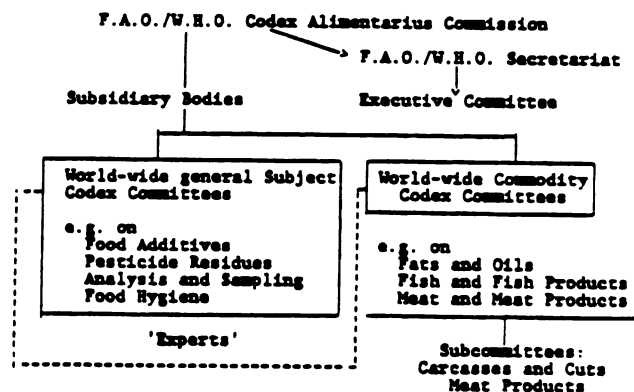 F.A.O./W.H.O. Codex Alimentarius Commission
F.A.O./W.H.O. Secretariat
Subsidiary Bodies
Executive Committee
World-wide general Subject
Codex Committees
e.g. on
Food Additives
Pesticide Residues
Analysis and Sampling
Food Hygiene
'Experts'
World-wide Commodity
Codex Committees
e.g. on
Fats and Oils
Fish and Fish Products
Meat and Meat Products
Subcommittees:
Carcasses and Cuts
Meat Products